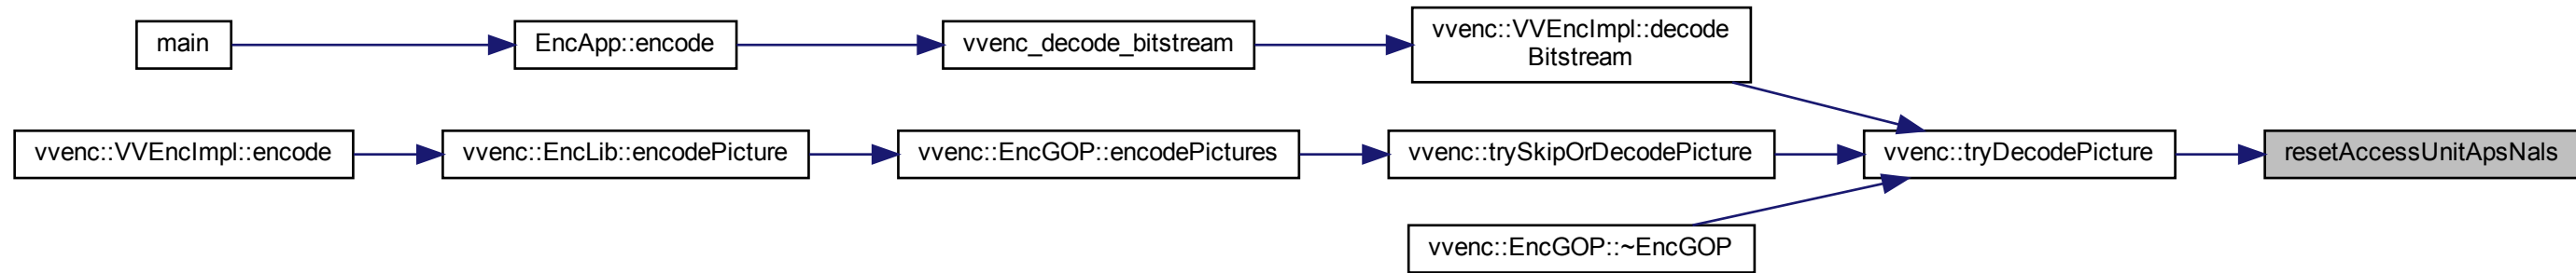 main
EncApp::encode
vvenc_decode_bitstream
vvenc::VVEncImpl::decode
Bitstream
vvenc::VVEncImpl::encode
vvenc::EncLib::encodePicture
vvenc::EncGOP::encodePictures
vvenc::trySkipOrDecodePicture
vvenc::tryDecodePicture
resetAccessUnitApsNals
vvenc::EncGOP::~EncGOP